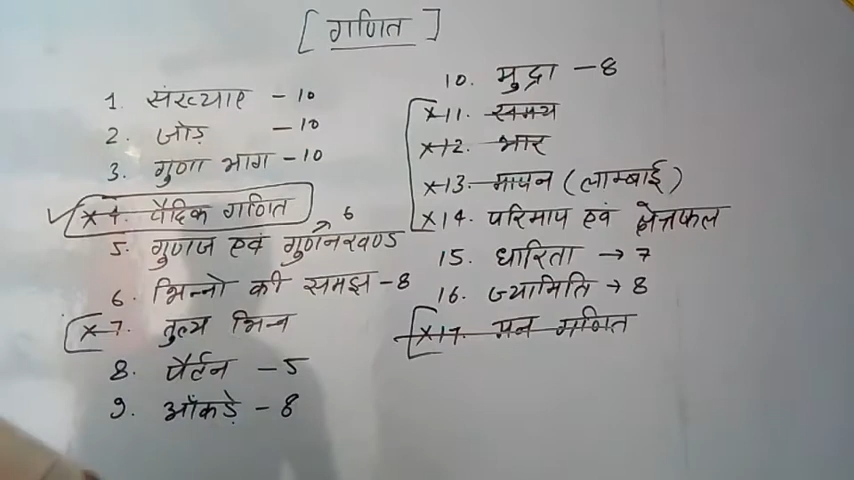 [ गणित ]
1. संख्याए - 10
2. जोड़ - 10
3. गुणा भाग - 10
× 4. वैदिक गणित
5. गुणज एवं गुणनखण्ड → 6
6. भिन्नो की समझ - 8
× 7. तुल्य भिन्न
8. पैर्टन - 5
9. आँकड़े - 8
10. मुद्रा - 8
× 11. समय
× 12. भार
× 13. मापन (लाम्बाई)
× 14. परिमाप एवं क्षेत्रफल
15. धारिता → 7
16. ज्यामिति → 8
× 17. मन गणित